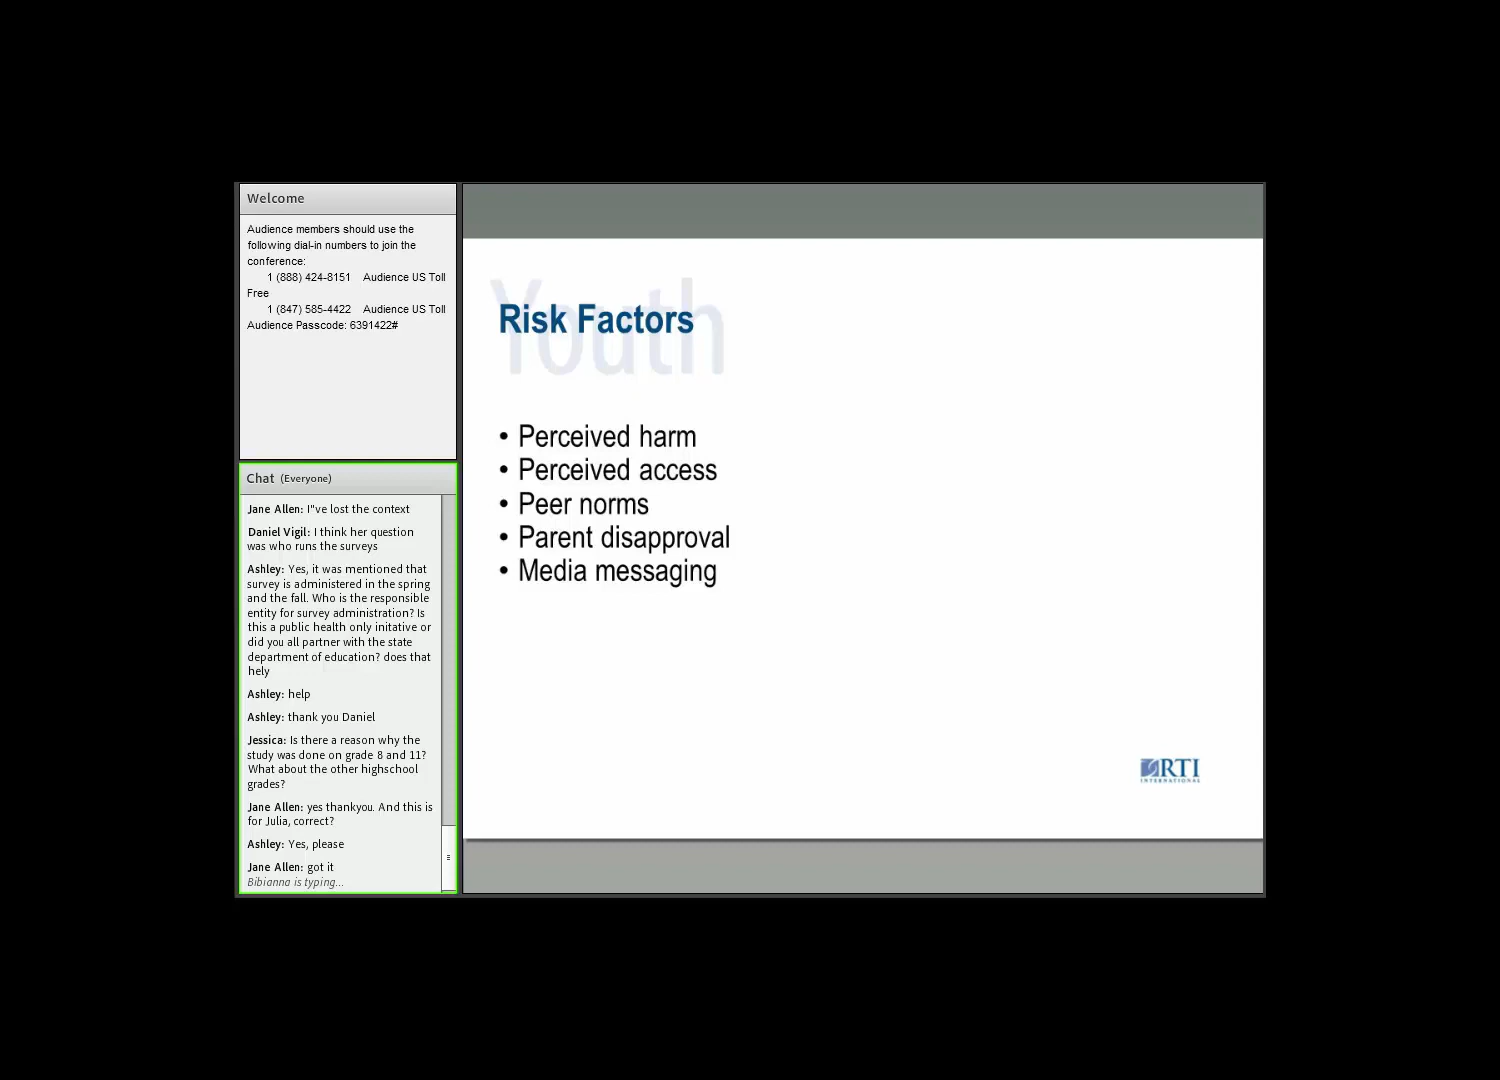 Welcome
Audience members should use the
following dial-in numbers to join the
conference:
1 (888) 424-8151 Audience US Toll
Free
1 (847) 585-4422 Audience US Toll
Audience Passcode: 6391422#
Chat (Everyone)
Jane Allen: I"ve lost the context
Daniel Vigil: I think her question
was who runs the surveys
Ashley: Yes, it was mentioned that
survey is administered in the spring
and the fall. Who is the responsible
entity for survey administration? Is
this a public health only initative or
did you all partner with the state
department of education? does that
hely
Ashley: help
Ashley: thank you Daniel
Jessica: Is there a reason why the
study was done on grade 8 and 11?
What about the other highschool
grades?
Jane Allen: yes thankyou. And this is
for Julia, correct?
Ashley: Yes, please
Jane Allen: got it
Bibianna is typing...
Youth
Risk Factors
• Perceived harm
• Perceived access
• Peer norms
• Parent disapproval
• Media messaging
RTI
INTERNATIONAL